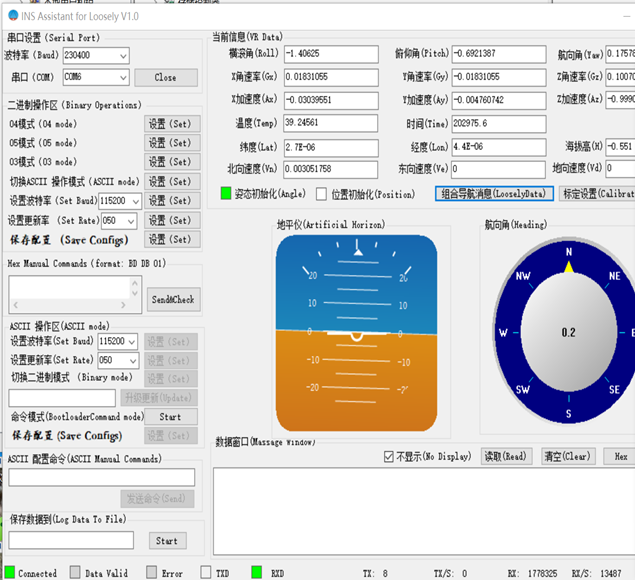 INS Assistant for Loosely V1.0
串口设置 (Serial Port)
波特率 (Baud) 230400
串口 (COM) COM6 Close
二进制操作区 (Binary Operations)
04模式 (04 mode) 设置 (Set)
05模式 (05 mode) 设置 (Set)
03模式 (03 mode) 设置 (Set)
切换ASCII 操作模式 (ASCII mode) 设置 (Set)
设置波特率 (Set Baud) 115200 设置 (Set)
设置更新率 (Set Rate) 050 设置 (Set)
保存配置 (Save Configs) 设置 (Set)
Hex Manual Commands (format: BD DB 01)
Send&Check
ASCII 操作区(ASCII mode)
设置波特率(Set Baud) 115200 设置 (Set)
设置更新率(Set Rate) 050 设置 (Set)
切换二进制模式 (Binary mode) 设置 (Set)
升级更新(Update)
命令模式(BootloaderCommand mode) Start
保存配置 (Save Configs) 设置 (Set)
ASCII 配置命令(ASCII Manual Commands)
发送命令(Send)
保存数据到(Log Data To File)
Start
当前信息(VR Data)
横滚角(Roll) -1.40625 俯仰角(Pitch) -0.6921387 航向角(Yaw) 0.1757
X角速率(Gx) 0.01831055 Y角速率(Gy) -0.01831055 Z角速率(Gz) 0.1007
X加速度(Ax) -0.03039551 Y加速度(Ay) -0.004760742 Z加速度(Az) -0.999
温度(Temp) 39.24561 时间(Time) 202975.6
纬度(Lat) 2.7E-06 经度(Lon) 4.4E-06 海拔高(H) -0.551
北向速度(Vn) 0.003051758 东向速度(Ve) 0 地向速度(Vd) 0
姿态初始化(Angle) 位置初始化(Position) 组合导航消息(LooselyData) 标定设置(Calibrat
地平仪(Artificial Horizon)
20 20
10 10
0 0
-10 -10
-20
航向角(Heading)
N
NW NE
W 0.2 E
SW SE
S
数据窗口(Massage Window)
不显示(No Display) 读取(Read) 清空(Clear) Hex
Connected Data Valid Error TXD RXD TX: 8 TX/S: 0 RX: 1778325 RX/S: 13487